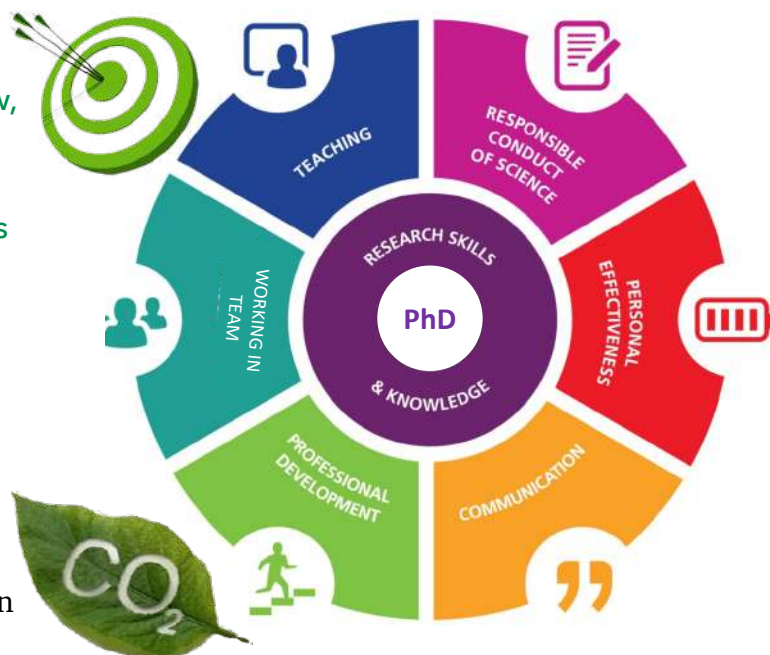 w,
s
TEACHING
RESPONSIBLE
CONDUCT
OF SCIENCE
PERSONAL
EFFECTIVENESS
COMMUNICATION
PROFESSIONAL
DEVELOPMENT
WORKING IN
TEAM
RESEARCH SKILLS
PhD
& KNOWLEDGE
CO2
n